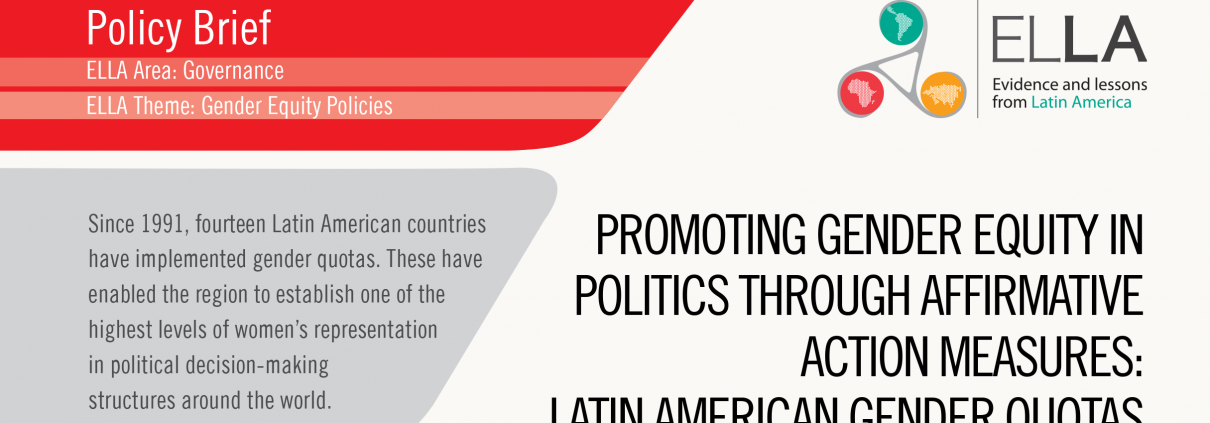 Policy Brief
ELLA Area: Governance
ELLA Theme: Gender Equity Policies
ELLA
Evidence and lessons
from Latin America
Since 1991, fourteen Latin American countries
have implemented gender quotas. These have
enabled the region to establish one of the
highest levels of women’s representation
in political decision-making
structures around the world.
PROMOTING GENDER EQUITY IN
POLITICS THROUGH AFFIRMATIVE
ACTION MEASURES:
LATIN AMERICAN GENDER QUOTAS